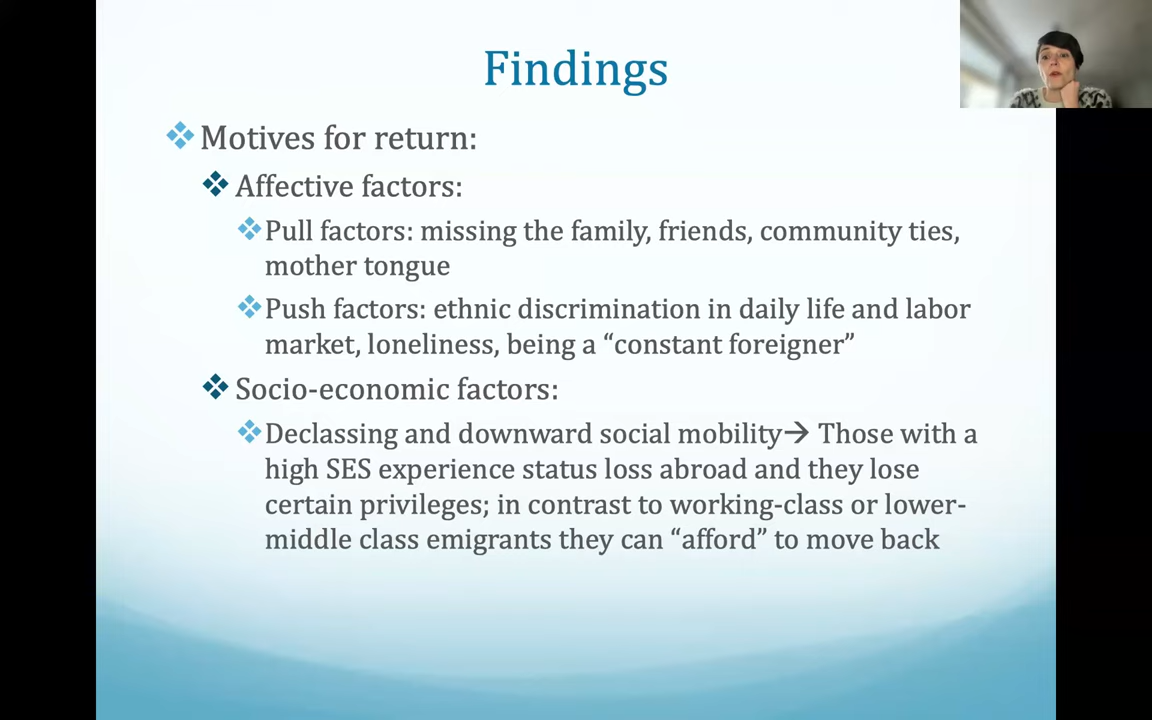 Findings
Motives for return:
Affective factors:
Pull factors: missing the family, friends, community ties,
mother tongue
Push factors: ethnic discrimination in daily life and labor
market, loneliness, being a “constant foreigner”
Socio-economic factors:
Declassing and downward social mobility→ Those with a
high SES experience status loss abroad and they lose
certain privileges; in contrast to working-class or lower-
middle class emigrants they can “afford” to move back